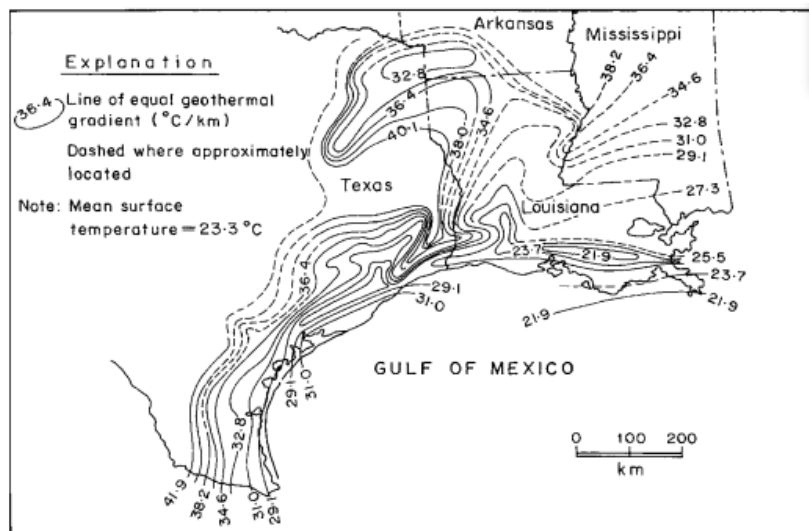 Arkansas
Mississippi
Explanation
36·4 Line of equal geothermal
gradient (°C/km)
Dashed where approximately
located
Note: Mean surface
temperature = 23·3 °C
32·8
36·4
40·1
38·0
34·6
38·2
36·4
34·6
32·8
31·0
29·1
27·3
Texas
Louisiana
23·7
21·9
25·5
23·7
21·9
21·9
36·4
29·1
31·0
GULF OF MEXICO
29·1
31·0
32·8
0 100 200
km
41·9
38·2
34·6
31·0
29·1